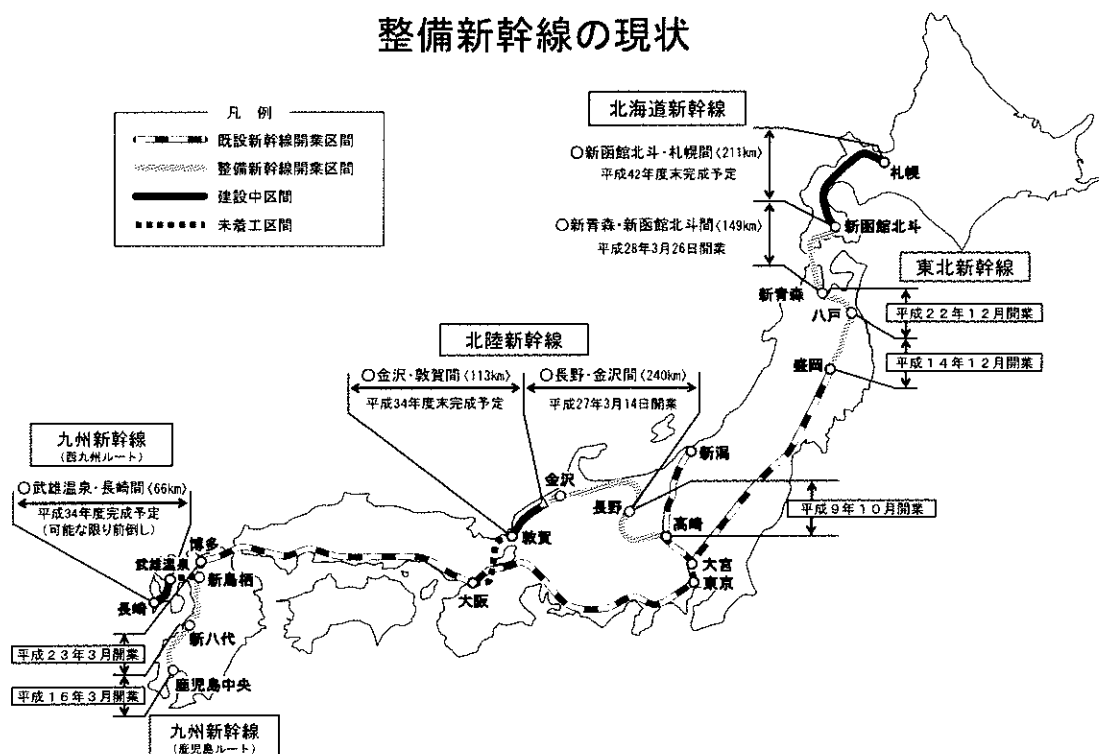 整備新幹線の現状
凡 例
既設新幹線開業区間
整備新幹線開業区間
建設中区間
未着工区間
北海道新幹線
○新函館北斗・札幌間〈211km〉
平成42年度末完成予定
札幌
新函館北斗
○新青森・新函館北斗間〈149km〉
平成28年3月26日開業
東北新幹線
新青森
平成22年12月開業
八戸
平成14年12月開業
盛岡
北陸新幹線
○金沢・敦賀間〈113km〉
平成34年度末完成予定
○長野・金沢間〈240km〉
平成27年3月14日開業
新潟
金沢
長野
高崎
平成9年10月開業
敦賀
大宮
東京
大阪
九州新幹線
(西九州ルート)
○武雄温泉・長崎間〈66km〉
平成34年度完成予定
(可能な限り前倒し)
博多
武雄温泉
新鳥栖
長崎
新八代
平成23年3月開業
鹿児島中央
平成16年3月開業
九州新幹線
(鹿児島ルート)